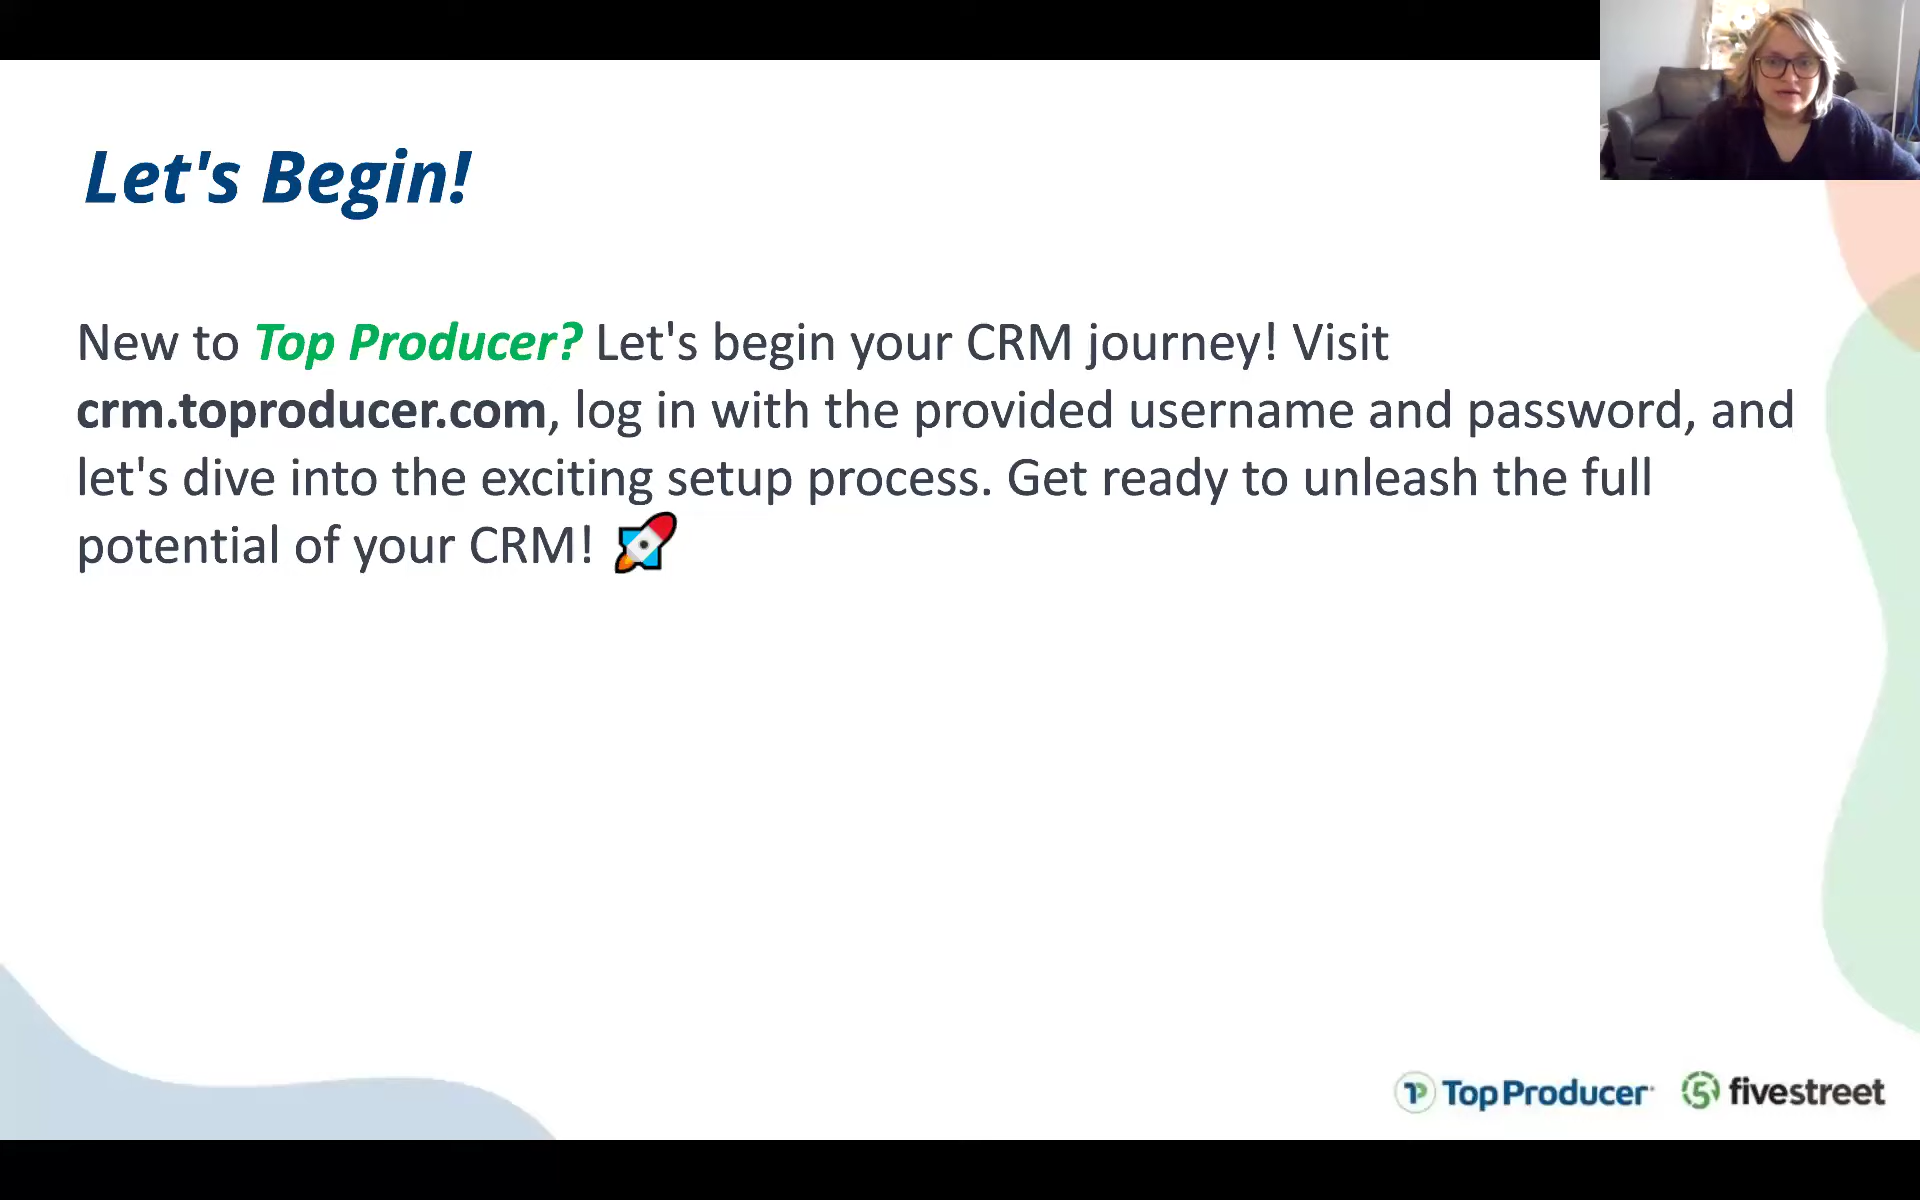 Let's Begin!
New to Top Producer? Let's begin your CRM journey! Visit
crm.toproducer.com, log in with the provided username and password, and
let's dive into the exciting setup process. Get ready to unleash the full
potential of your CRM! 🚀
Top Producer® fivestreet